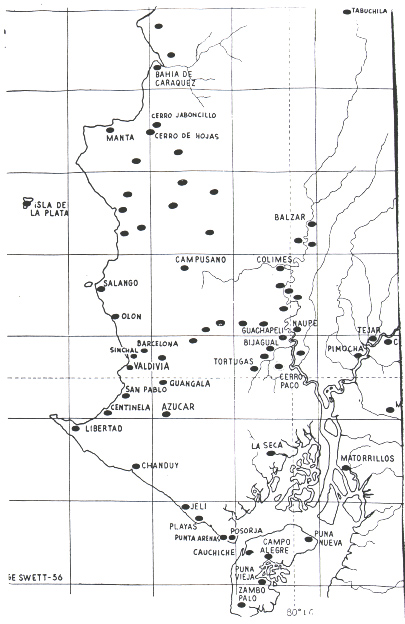 TABUCHILA
BAHIA DE
CARAQUEZ
CERRO JABONCILLO
MANTA
CERRO DE HOJAS
ISLA DE
LA PLATA
BALZAR
CAMPUSANO
COLIMES
SALANGO
OLON
GUACHAPELI
NAUPE
TEJAR
BARCELONA
BIJAGUAL
SINCHAL
PIMOCHA
C
VALDIVIA
TORTUGAS
CERRO
PACO
GUANGALA
SAN PABLO
CENTINELA
AZUCAR
M
LIBERTAD
LA SECA
CHANDUY
MATORRILLOS
JELI
PLAYAS
PUNTA ARENAS
POSORJA
PUNA
NUEVA
CAUCHICHE
CAMPO
ALEGRE
PUNA
VIEJA
GE SWETT-56
ZAMBO
PALO